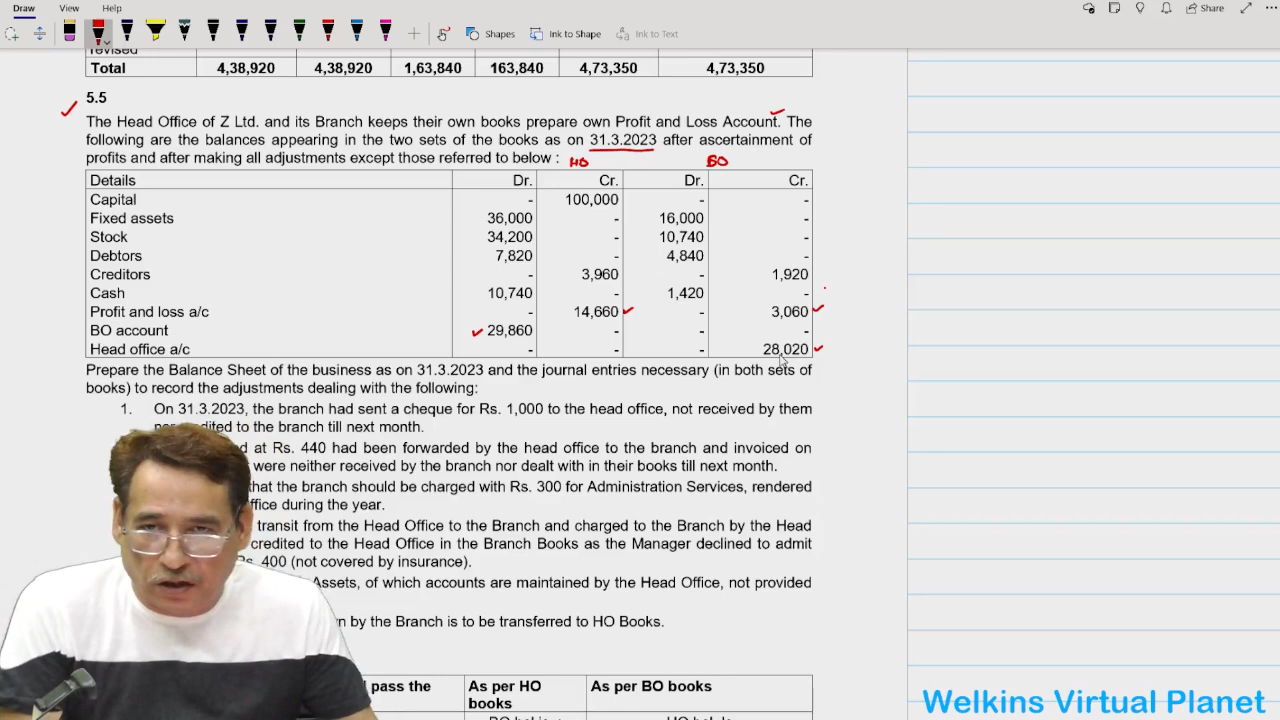 Draw View Help Share
Shapes Ink to Shape Ink to Text
revised
Total 4,38,920 4,38,920 1,63,840 163,840 4,73,350 4,73,350
5.5
The Head Office of Z Ltd. and its Branch keeps their own books prepare own Profit and Loss Account. The
following are the balances appearing in the two sets of the books as on 31.3.2023 after ascertainment of
profits and after making all adjustments except those referred to below :
HO BO
Details Dr. Cr. Dr. Cr.
Capital - 100,000 - -
Fixed assets 36,000 - 16,000 -
Stock 34,200 - 10,740 -
Debtors 7,820 - 4,840 -
Creditors - 3,960 - 1,920
Cash 10,740 - 1,420 -
Profit and loss a/c - 14,660 - 3,060
BO account 29,860 - - -
Head office a/c - - - 28,020
Prepare the Balance Sheet of the business as on 31.3.2023 and the journal entries necessary (in both sets of
books) to record the adjustments dealing with the following:
1. On 31.3.2023, the branch had sent a cheque for Rs. 1,000 to the head office, not received by them
credited to the branch till next month.
at Rs. 440 had been forwarded by the head office to the branch and invoiced on
were neither received by the branch nor dealt with in their books till next month.
that the branch should be charged with Rs. 300 for Administration Services, rendered
during the year.
transit from the Head Office to the Branch and charged to the Branch by the Head
credited to the Head Office in the Branch Books as the Manager declined to admit
400 (not covered by insurance).
Assets, of which accounts are maintained by the Head Office, not provided
by the Branch is to be transferred to HO Books.
pass the As per HO As per BO books
books
Welkins Virtual Planet